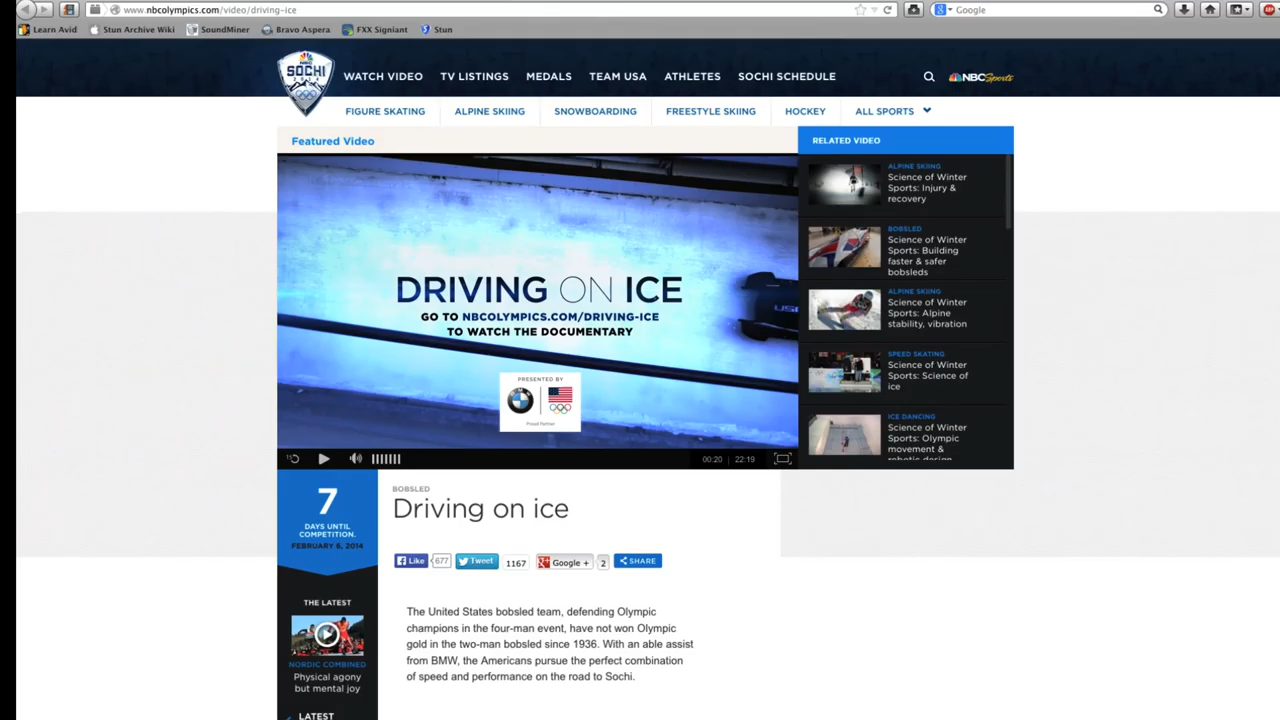 www.nbcolympics.com/video/driving-ice
Google
Learn Avid
Stun Archive Wiki
SoundMiner
Bravo Aspera
FXX Signiant
Stun
SOCHI
2014
WATCH VIDEO
TV LISTINGS
MEDALS
TEAM USA
ATHLETES
SOCHI SCHEDULE
NBC Sports
FIGURE SKATING
ALPINE SKIING
SNOWBOARDING
FREESTYLE SKIING
HOCKEY
ALL SPORTS
Featured Video
DRIVING ON ICE
GO TO NBCOLYMPICS.COM/DRIVING-ICE
TO WATCH THE DOCUMENTARY
PRESENTED BY
BMW
Proud Partner
00:20 | 22:19
RELATED VIDEO
ALPINE SKIING
Science of Winter
Sports: Injury &
recovery
BOBSLED
Science of Winter
Sports: Building
faster & safer
bobsleds
ALPINE SKIING
Science of Winter
Sports: Alpine
stability, vibration
SPEED SKATING
Science of Winter
Sports: Science of
ice
ICE DANCING
Science of Winter
Sports: Olympic
movement &
robotic design
7
DAYS UNTIL
COMPETITION.
FEBRUARY 6, 2014
THE LATEST
NORDIC COMBINED
Physical agony
but mental joy
LATEST
BOBSLED
Driving on ice
Like
677
Tweet
1167
Google +
2
SHARE
The United States bobsled team, defending Olympic
champions in the four-man event, have not won Olympic
gold in the two-man bobsled since 1936. With an able assist
from BMW, the Americans pursue the perfect combination
of speed and performance on the road to Sochi.